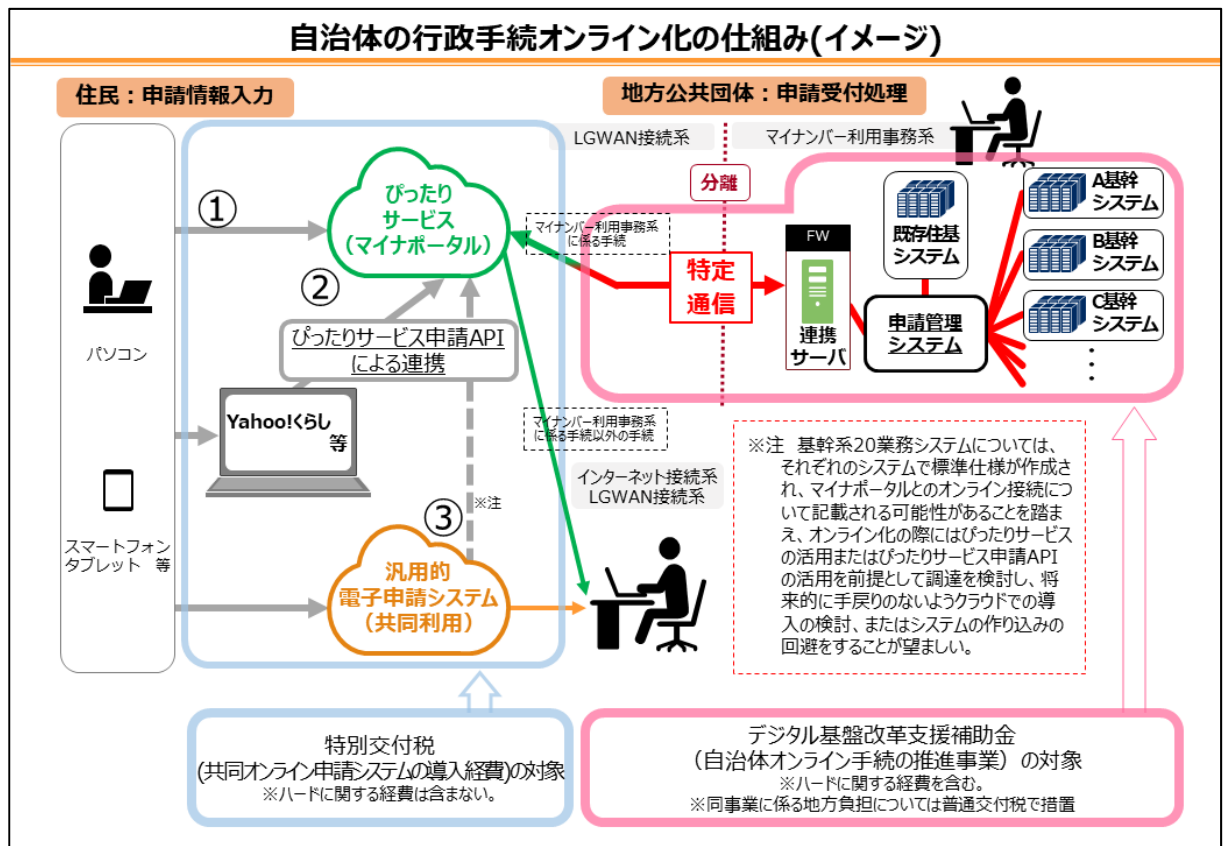 自治体の行政手続オンライン化の仕組み(イメージ)
住民：申請情報入力
地方公共団体：申請受付処理
LGWAN接続系
マイナンバー利用事務系
分離
①
ぴったり
サービス
（マイナポータル）
マイナンバー利用事務系
に係る手続
特定
通信
FW
連携
サーバ
既存住基
システム
申請管理
システム
A基幹
システム
B基幹
システム
C基幹
システム
⋮
パソコン
②
ぴったりサービス申請API
による連携
Yahoo!くらし
等
マイナンバー利用事務系
に係る手続以外の手続
インターネット接続系
LGWAN接続系
※注
③
スマートフォン
タブレット 等
汎用的
電子申請システム
（共同利用）
※注 基幹系20業務システムについては、
それぞれのシステムで標準仕様が作成さ
れ、マイナポータルとのオンライン接続につ
いて記載される可能性があることを踏ま
え、オンライン化の際にはぴったりサービス
の活用またはぴったりサービス申請API
の活用を前提として調達を検討し、将
来的に手戻りのないようクラウドでの導
入の検討、またはシステムの作り込みの
回避をすることが望ましい。
特別交付税
(共同オンライン申請システムの導入経費)の対象
※ハードに関する経費は含まない。
デジタル基盤改革支援補助金
（自治体オンライン手続の推進事業）の対象
※ハードに関する経費を含む。
※同事業に係る地方負担については普通交付税で措置